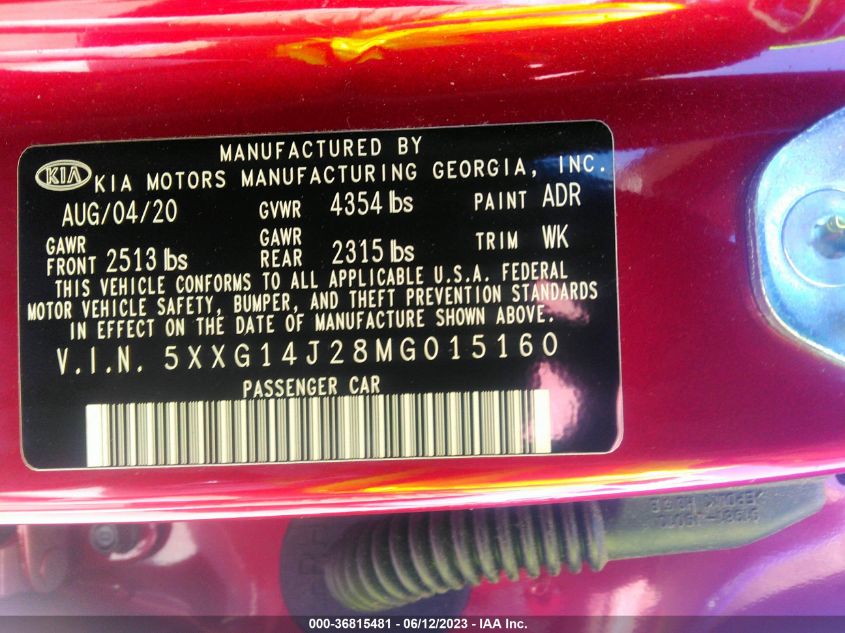 MANUFACTURED BY
KIA KIA MOTORS MANUFACTURING GEORGIA, INC.
AUG/04/20 GVWR 4354 lbs PAINT ADR
GAWR FRONT 2513 lbs GAWR REAR 2315 lbs TRIM WK
THIS VEHICLE CONFORMS TO ALL APPLICABLE U.S.A. FEDERAL
MOTOR VEHICLE SAFETY, BUMPER, AND THEFT PREVENTION STANDARDS
IN EFFECT ON THE DATE OF MANUFACTURE SHOWN ABOVE.
V.I.N. 5XXG14J28MG015160
PASSENGER CAR
000-36815481 - 06/12/2023 - IAA Inc.